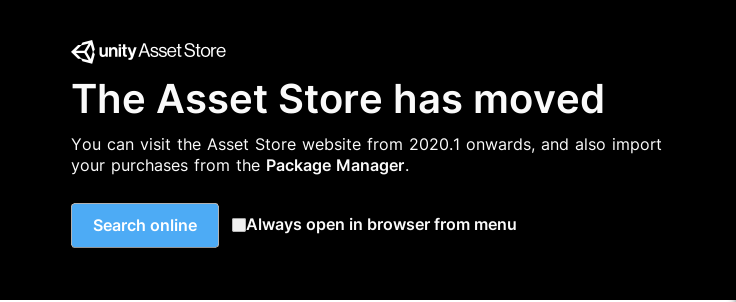 unity Asset Store
The Asset Store has moved
You can visit the Asset Store website from 2020.1 onwards, and also import
your purchases from the Package Manager.
Search online
Always open in browser from menu